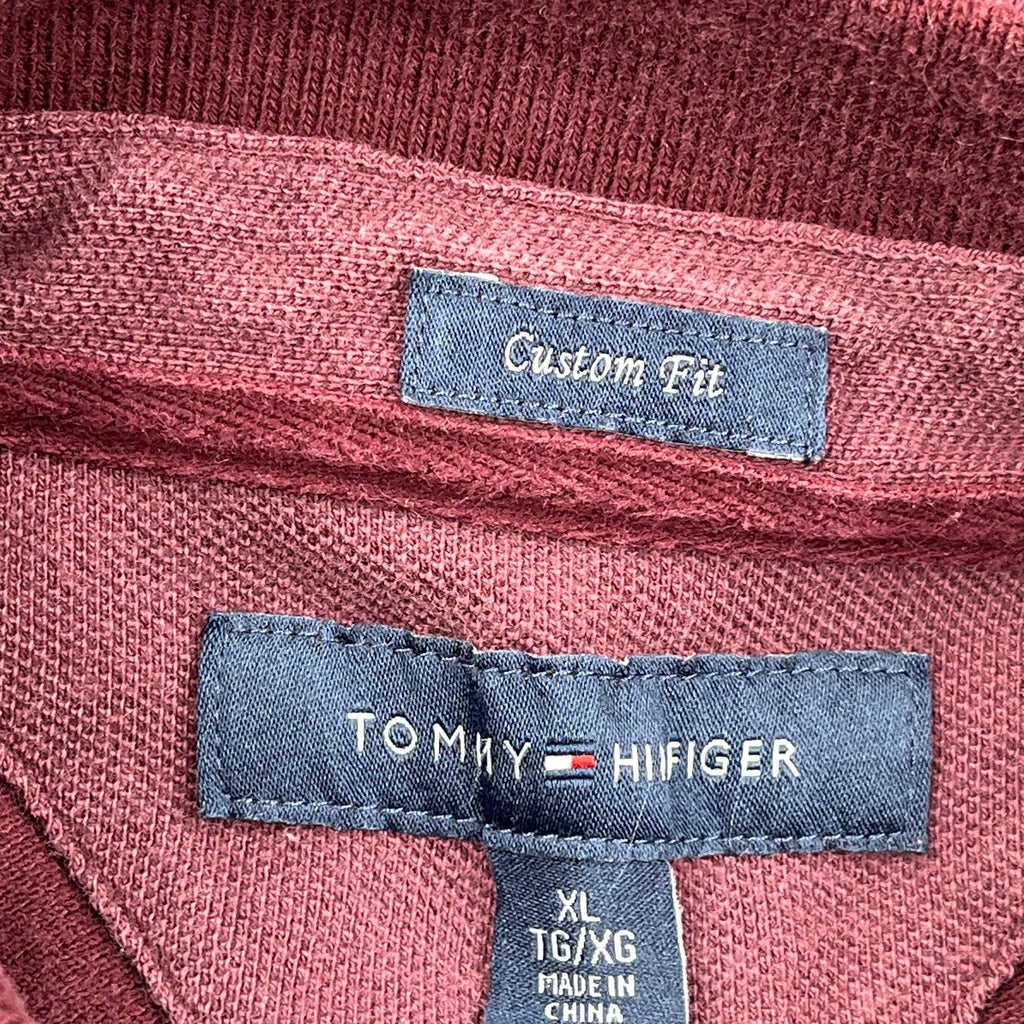 Custom Fit
TOMMY HILFIGER
XL
TG/XG
MADE IN
CHINA